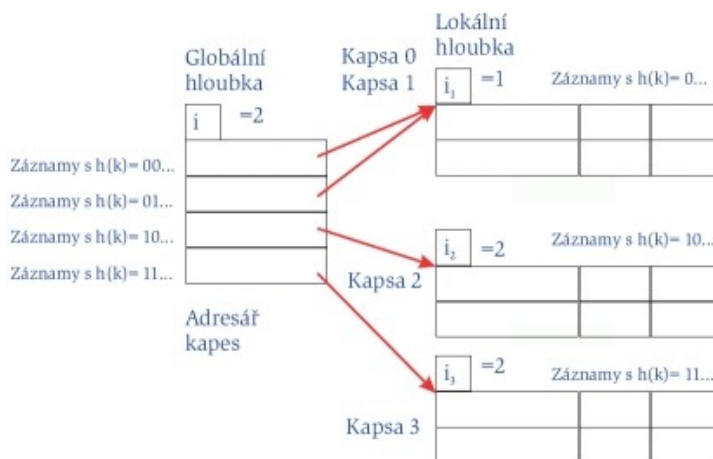 Globální
hloubka
i =2
Záznamy s h(k)= 00...
Záznamy s h(k)= 01...
Záznamy s h(k)= 10...
Záznamy s h(k)= 11...
Adresář
kapes
Kapsa 0
Kapsa 1
Lokální
hloubka
i₁ =1 Záznamy s h(k)= 0...
i₂ =2 Záznamy s h(k)= 10...
Kapsa 2
i₃ =2 Záznamy s h(k)= 11...
Kapsa 3